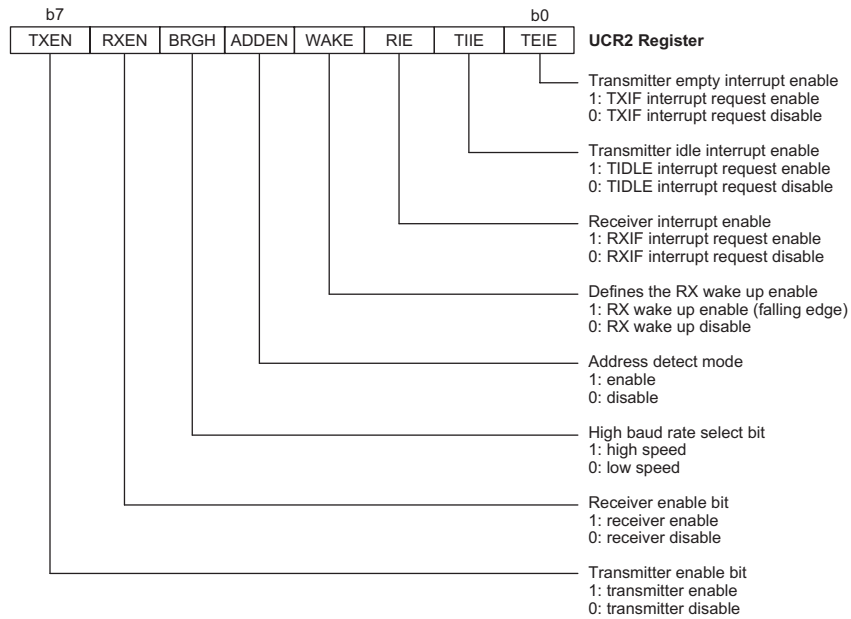 b7 b0
TXEN RXEN BRGH ADDEN WAKE RIE TIIE TEIE UCR2 Register
Transmitter empty interrupt enable
1: TXIF interrupt request enable
0: TXIF interrupt request disable
Transmitter idle interrupt enable
1: TIDLE interrupt request enable
0: TIDLE interrupt request disable
Receiver interrupt enable
1: RXIF interrupt request enable
0: RXIF interrupt request disable
Defines the RX wake up enable
1: RX wake up enable (falling edge)
0: RX wake up disable
Address detect mode
1: enable
0: disable
High baud rate select bit
1: high speed
0: low speed
Receiver enable bit
1: receiver enable
0: receiver disable
Transmitter enable bit
1: transmitter enable
0: transmitter disable